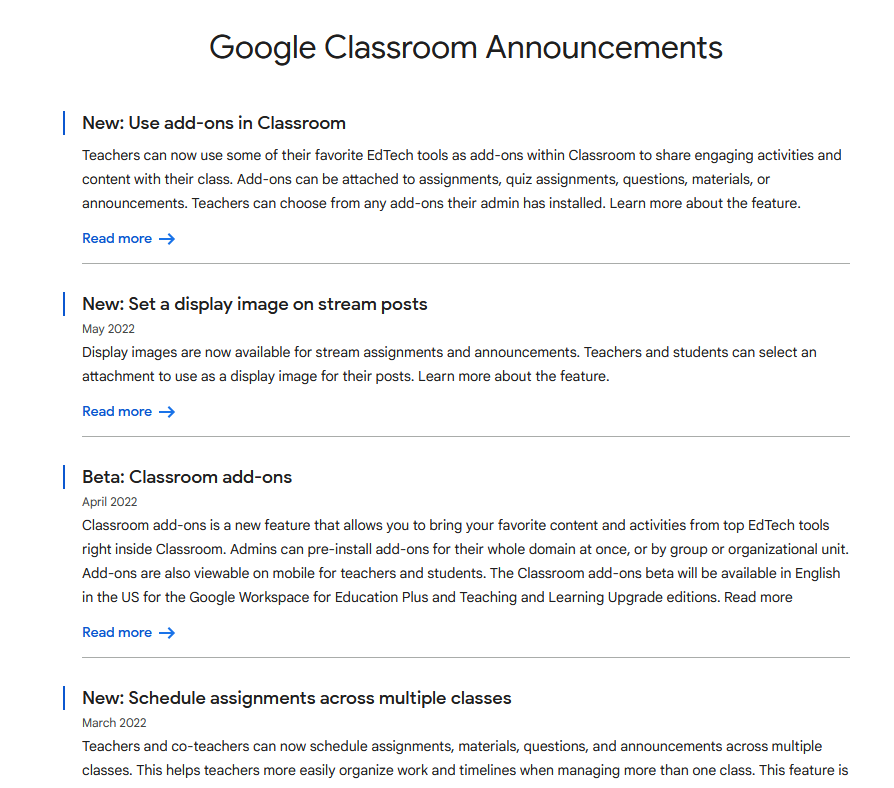 Google Classroom Announcements
New: Use add-ons in Classroom
Teachers can now use some of their favorite EdTech tools as add-ons within Classroom to share engaging activities and
content with their class. Add-ons can be attached to assignments, quiz assignments, questions, materials, or
announcements. Teachers can choose from any add-ons their admin has installed. Learn more about the feature.
Read more
New: Set a display image on stream posts
May 2022
Display images are now available for stream assignments and announcements. Teachers and students can select an
attachment to use as a display image for their posts. Learn more about the feature.
Read more
Beta: Classroom add-ons
April 2022
Classroom add-ons is a new feature that allows you to bring your favorite content and activities from top EdTech tools
right inside Classroom. Admins can pre-install add-ons for their whole domain at once, or by group or organizational unit.
Add-ons are also viewable on mobile for teachers and students. The Classroom add-ons beta will be available in English
in the US for the Google Workspace for Education Plus and Teaching and Learning Upgrade editions. Read more
Read more
New: Schedule assignments across multiple classes
March 2022
Teachers and co-teachers can now schedule assignments, materials, questions, and announcements across multiple
classes. This helps teachers more easily organize work and timelines when managing more than one class. This feature is